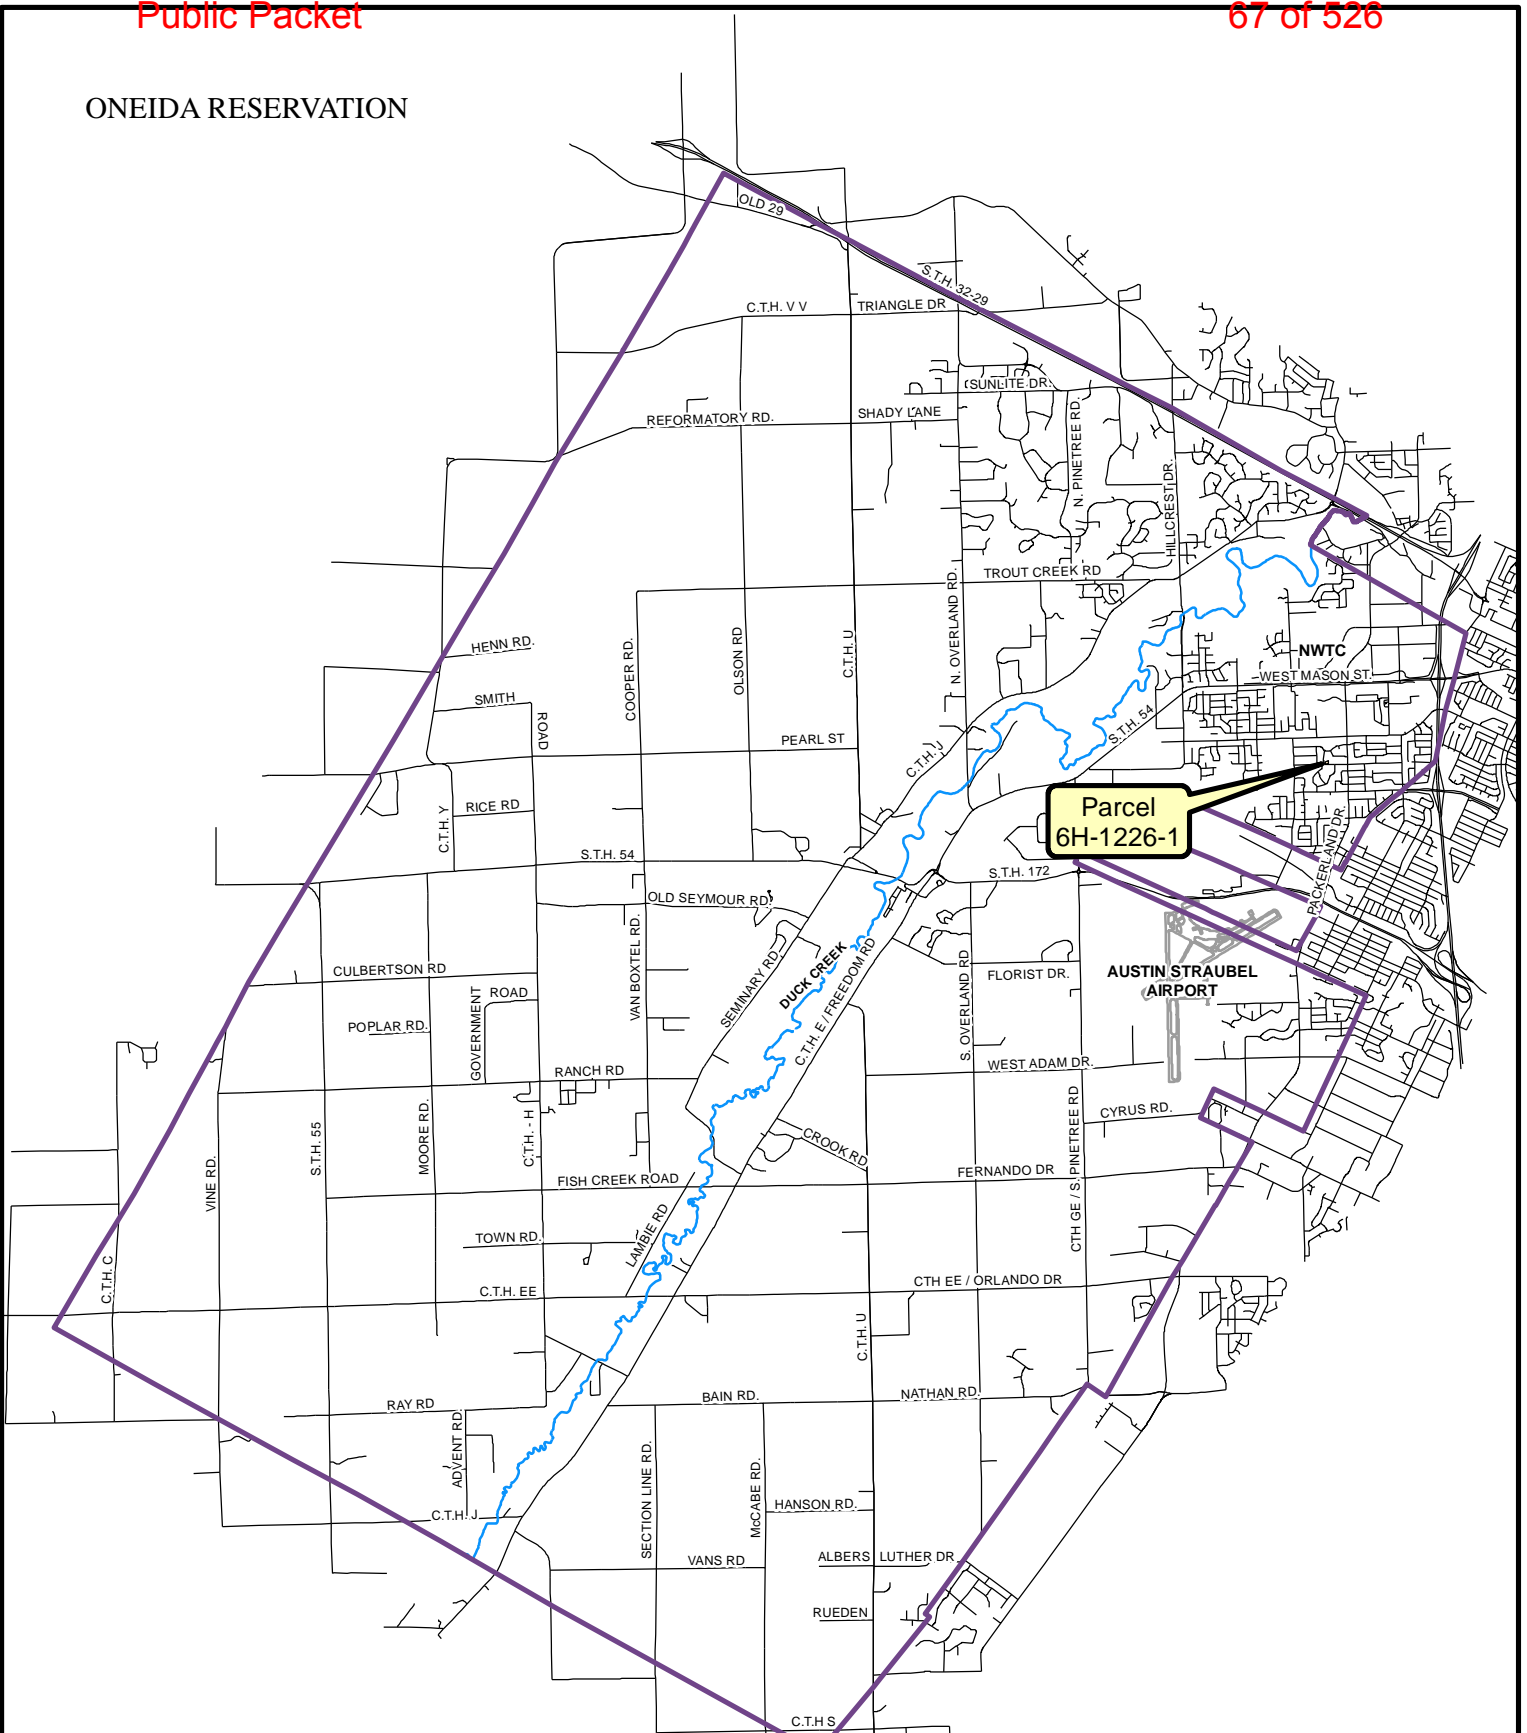 Public Packet
67 of 526
ONEIDA RESERVATION
OLD 29
S.T.H. 32-29
C.T.H. V V
TRIANGLE DR
SUNLITE DR.
REFORMATORY RD.
SHADY LANE
N. PINETREE RD.
HILLCREST DR.
TROUT CREEK RD
N. OVERLAND RD.
HENN RD.
COOPER RD.
OLSON RD
C.T.H. U
NWTC
WEST MASON ST.
SMITH
ROAD
S.T.H. 54
PEARL ST
C.T.H. J
Parcel
6H-1226-1
RICE RD
C.T.H. Y
PACKERLAND DR.
S.T.H. 54
S.T.H. 172
OLD SEYMOUR RD.
VAN BOXTEL RD.
SEMINARY RD.
DUCK CREEK
C.T.H. E / FREEDOM RD
S. OVERLAND RD
CULBERTSON RD
FLORIST DR.
AUSTIN STRAUBEL
AIRPORT
GOVERNMENT
ROAD
POPLAR RD.
RANCH RD
WEST ADAM DR.
CYRUS RD.
CTH GE / S. PINETREE RD
VINE RD.
S.T.H. 55
MOORE RD.
C.T.H. - H
CROOK RD
FISH CREEK ROAD
FERNANDO DR
LAMBIE RD
TOWN RD.
C.T.H. C
C.T.H. EE
CTH EE / ORLANDO DR
C.T.H. U
RAY RD
BAIN RD.
NATHAN RD.
ADVENT RD.
SECTION LINE RD.
McCABE RD.
C.T.H. J
HANSON RD.
VANS RD
ALBERS
LUTHER DR
RUEDEN
C.T.H S